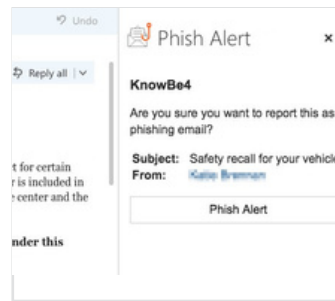 Undo
Reply all
t for certain
r is included in
center and the
nder this
Phish Alert
×
KnowBe4
Are you sure you want to report this as
phishing email?
Subject: Safety recall for your vehicle
From:
Phish Alert